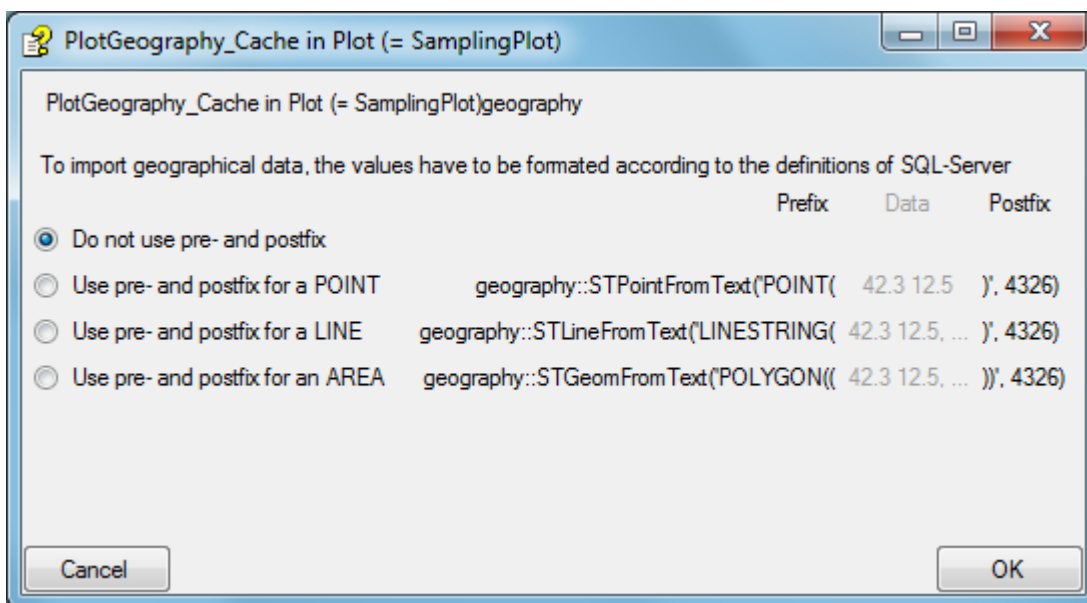 PlotGeography_Cache in Plot (= SamplingPlot)
PlotGeography_Cache in Plot (= SamplingPlot)geography
To import geographical data, the values have to be formated according to the definitions of SQL-Server
Prefix Data Postfix
Do not use pre- and postfix
Use pre- and postfix for a POINT geography::STPointFromText('POINT( 42.3 12.5 )', 4326)
Use pre- and postfix for a LINE geography::STLineFromText('LINESTRING( 42.3 12.5, ... )', 4326)
Use pre- and postfix for an AREA geography::STGeomFromText('POLYGON(( 42.3 12.5, ... ))', 4326)
Cancel OK